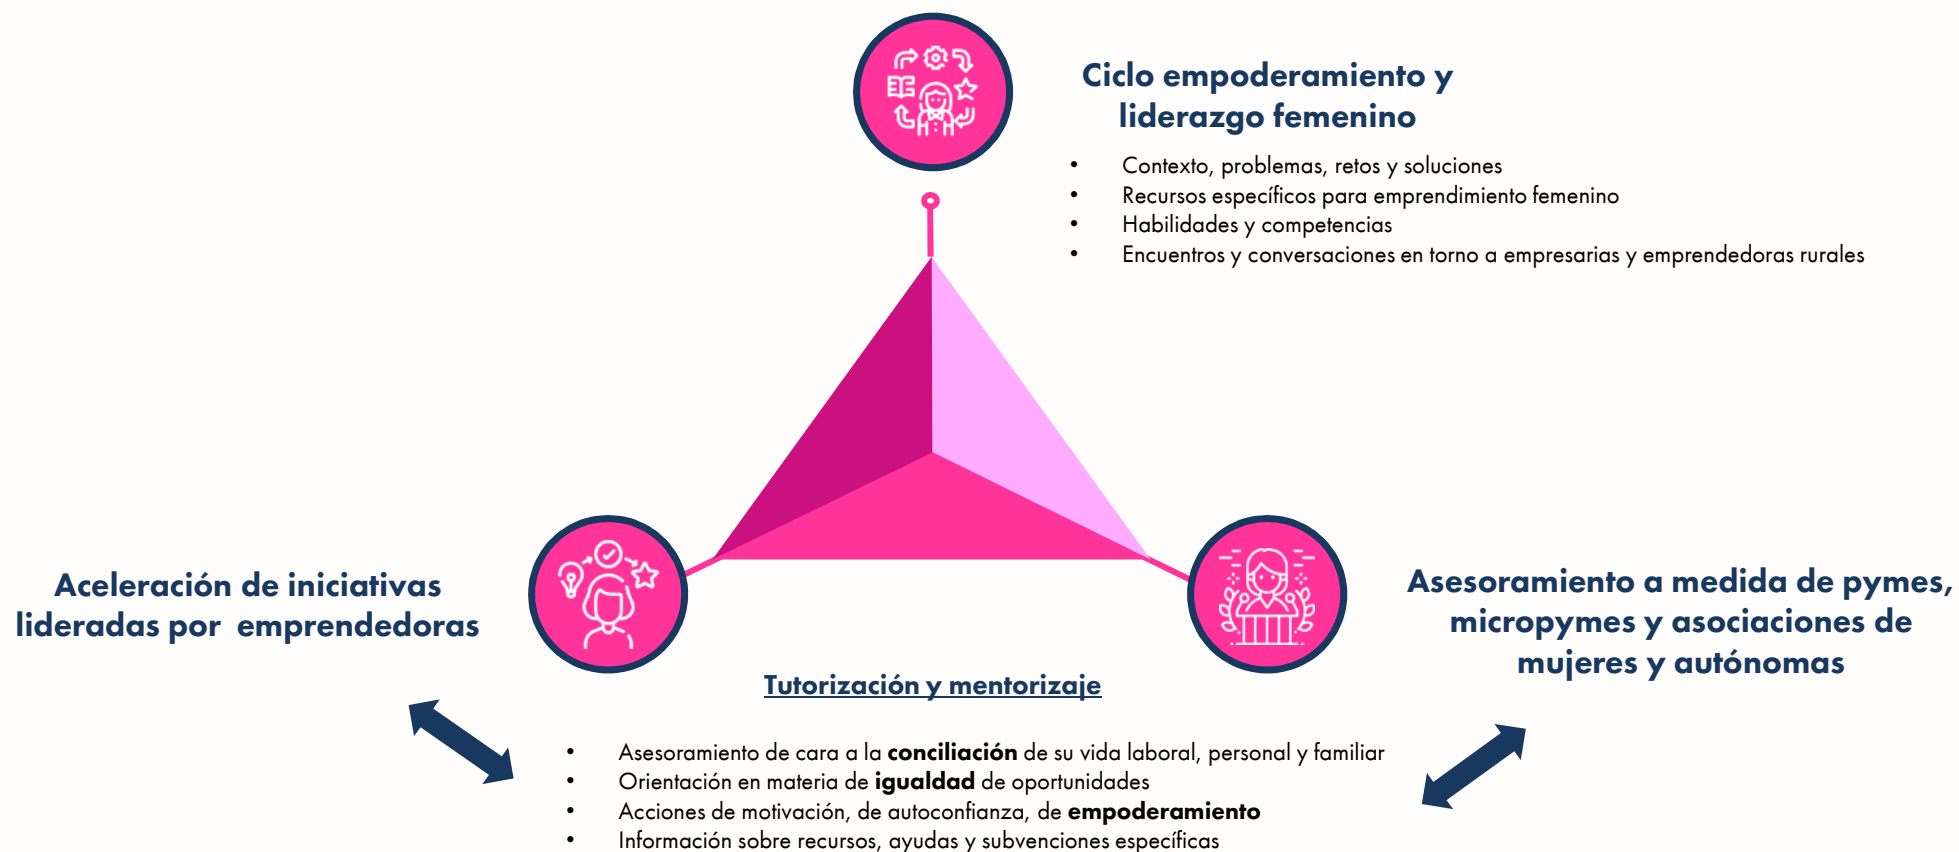 Ciclo empoderamiento y
liderazgo femenino
• Contexto, problemas, retos y soluciones
• Recursos específicos para emprendimiento femenino
• Habilidades y competencias
• Encuentros y conversaciones en torno a empresarias y emprendedoras rurales
Aceleración de iniciativas
lideradas por emprendedoras
Asesoramiento a medida de pymes,
micropymes y asociaciones de
mujeres y autónomas
Tutorización y mentorizaje
• Asesoramiento de cara a la conciliación de su vida laboral, personal y familiar
• Orientación en materia de igualdad de oportunidades
• Acciones de motivación, de autoconfianza, de empoderamiento
• Información sobre recursos, ayudas y subvenciones específicas